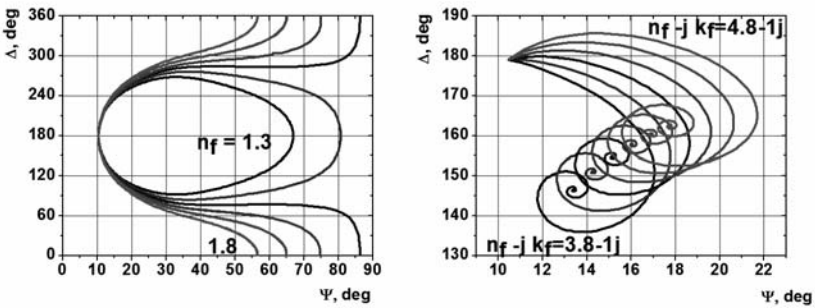 Δ, deg
360
300
240
180
120
60
0
n_f = 1.3
1.8
0 10 20 30 40 50 60 70 80 90
Ψ, deg
Δ, deg
190
180
170
160
150
140
130
n_f -j k_f=4.8-1j
n_f -j k_f=3.8-1j
10 12 14 16 18 20 22
Ψ, deg